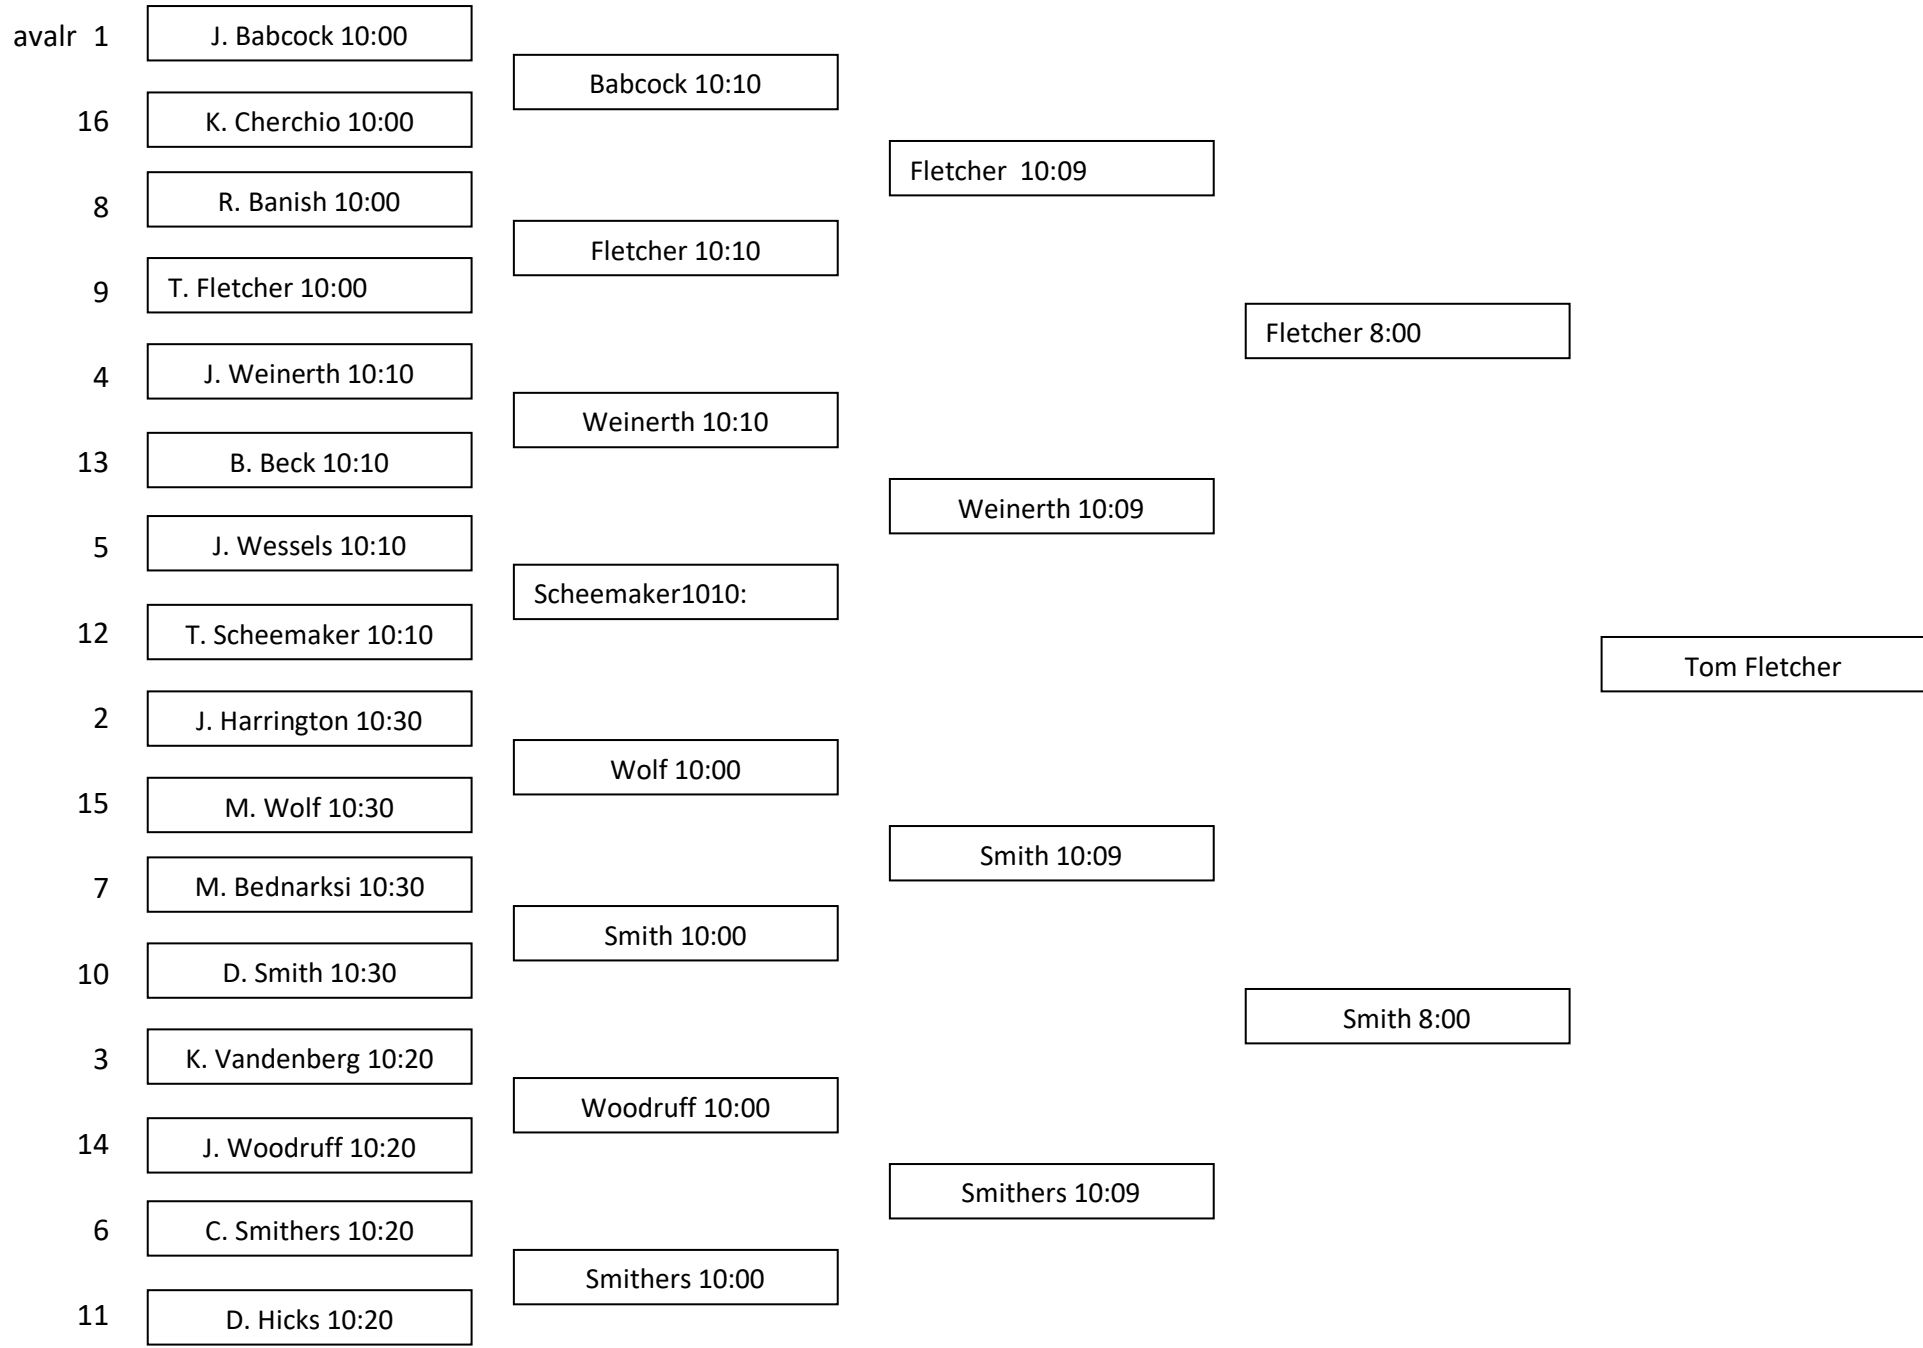 avalr 1 J. Babcock 10:00
Babcock 10:10
16 K. Cherchio 10:00
Fletcher 10:09
8 R. Banish 10:00
Fletcher 10:10
9 T. Fletcher 10:00
Fletcher 8:00
4 J. Weinerth 10:10
Weinerth 10:10
13 B. Beck 10:10
Weinerth 10:09
5 J. Wessels 10:10
Scheemaker1010:
12 T. Scheemaker 10:10
Tom Fletcher
2 J. Harrington 10:30
Wolf 10:00
15 M. Wolf 10:30
Smith 10:09
7 M. Bednarksi 10:30
Smith 10:00
10 D. Smith 10:30
Smith 8:00
3 K. Vandenberg 10:20
Woodruff 10:00
14 J. Woodruff 10:20
Smithers 10:09
6 C. Smithers 10:20
Smithers 10:00
11 D. Hicks 10:20